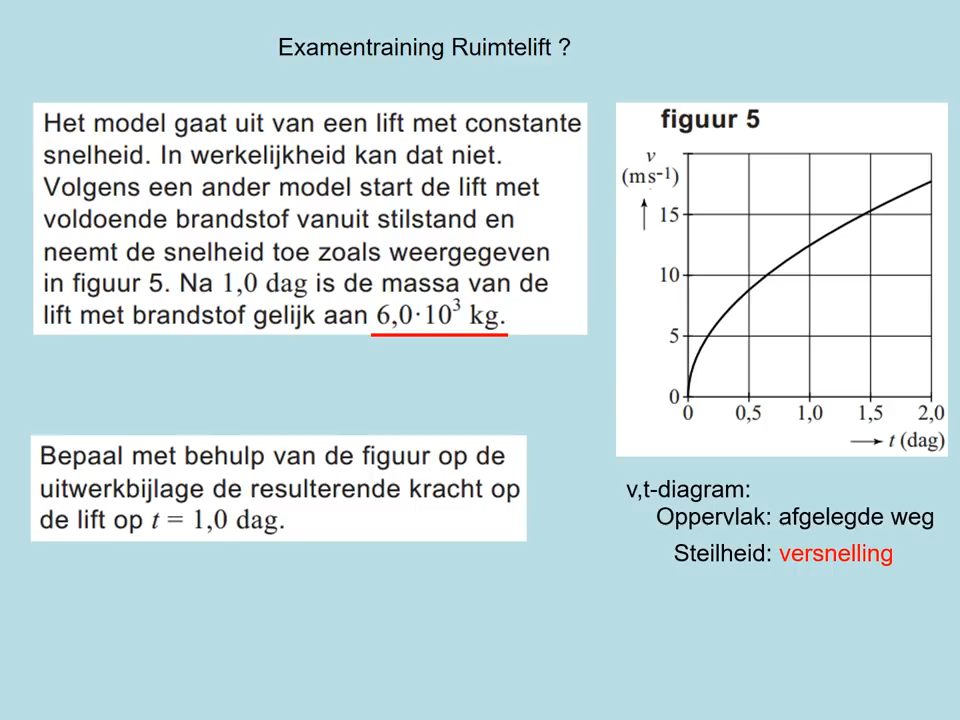 Examentraining Ruimtelift ?
Het model gaat uit van een lift met constante
snelheid. In werkelijkheid kan dat niet.
Volgens een ander model start de lift met
voldoende brandstof vanuit stilstand en
neemt de snelheid toe zoals weergegeven
in figuur 5. Na 1,0 dag is de massa van de
lift met brandstof gelijk aan 6,0·10³ kg.
figuur 5
v
(m s⁻¹)
15
10
5
0
0 0,5 1,0 1,5 2,0
t (dag)
Bepaal met behulp van de figuur op de
uitwerkbijlage de resulterende kracht op
de lift op t = 1,0 dag.
v,t-diagram:
Oppervlak: afgelegde weg
Steilheid: versnelling